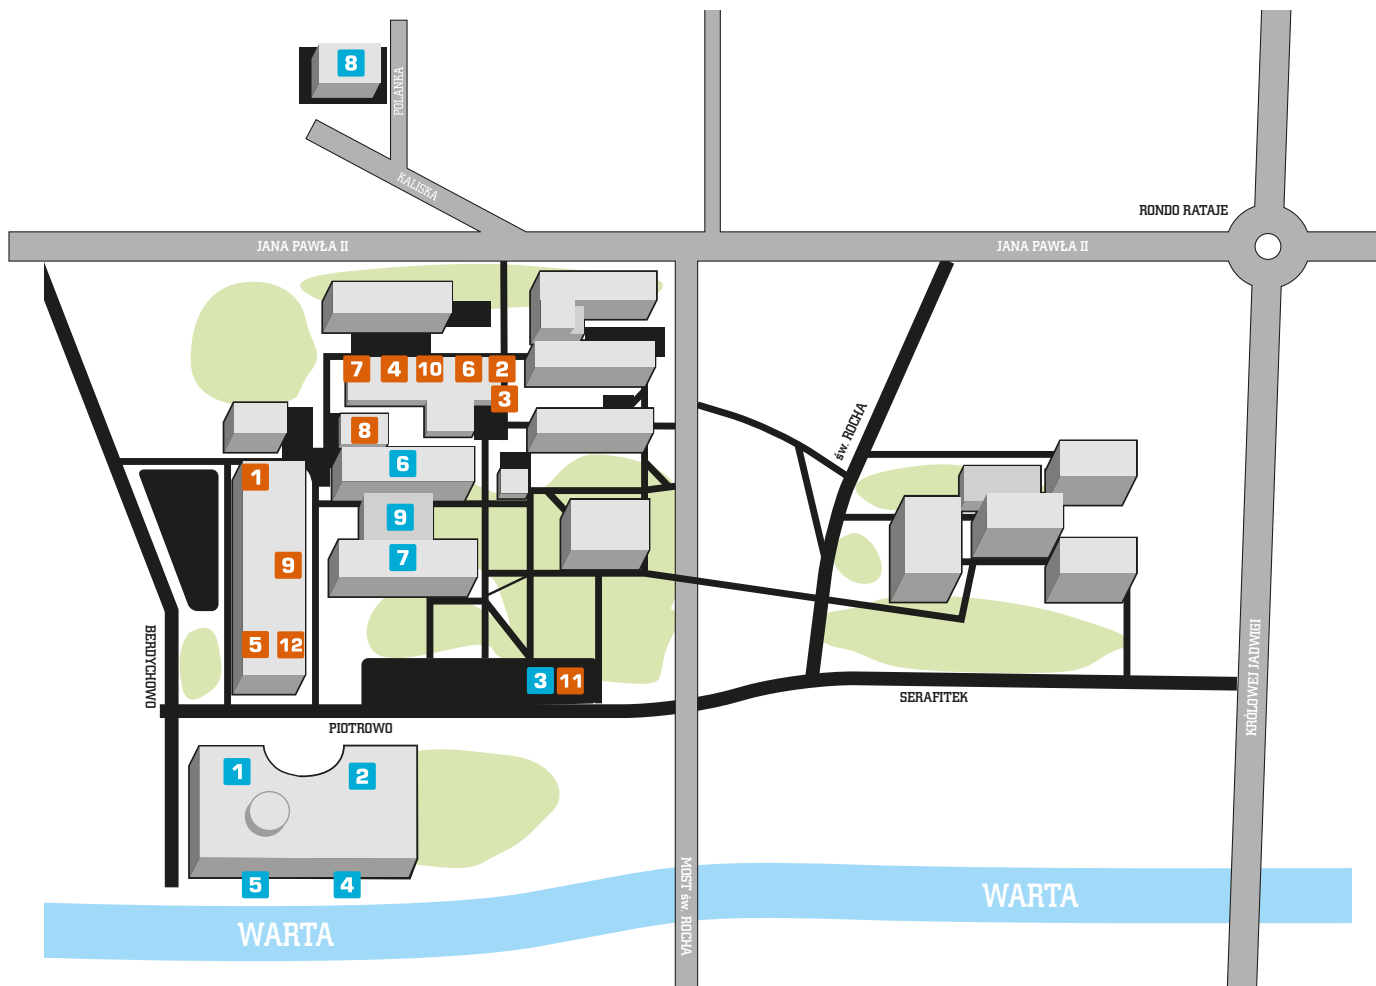 8
POLANKA
KALISKA
RONDO RATAJE
JANA PAWŁA II
JANA PAWŁA II
7
4
10
6
2
3
8
św. ROCHA
6
1
9
7
9
5
12
BERDYCHOWO
3
11
SERAFITEK
KRÓLOWEJ JADWIGI
PIOTROWO
1
2
5
4
MOST św. ROCHA
WARTA
WARTA